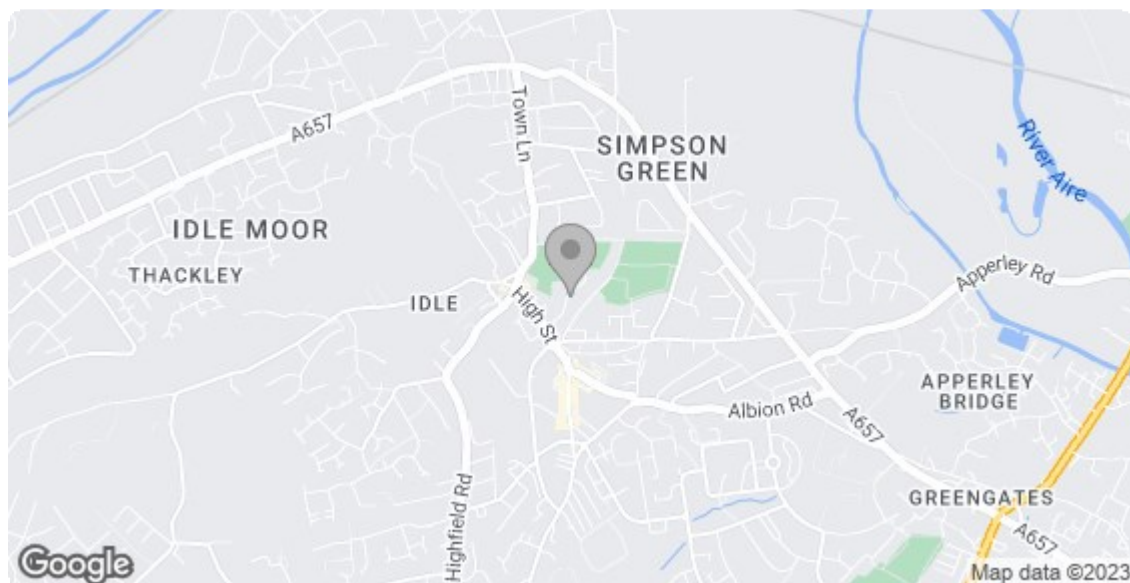 A657
Town Ln
SIMPSON
GREEN
River Aire
IDLE MOOR
THACKLEY
IDLE
High St
Apperley Rd
APPERLEY
BRIDGE
Albion Rd
A657
Highfield Rd
GREENGATES
A657
Google
Map data ©2023